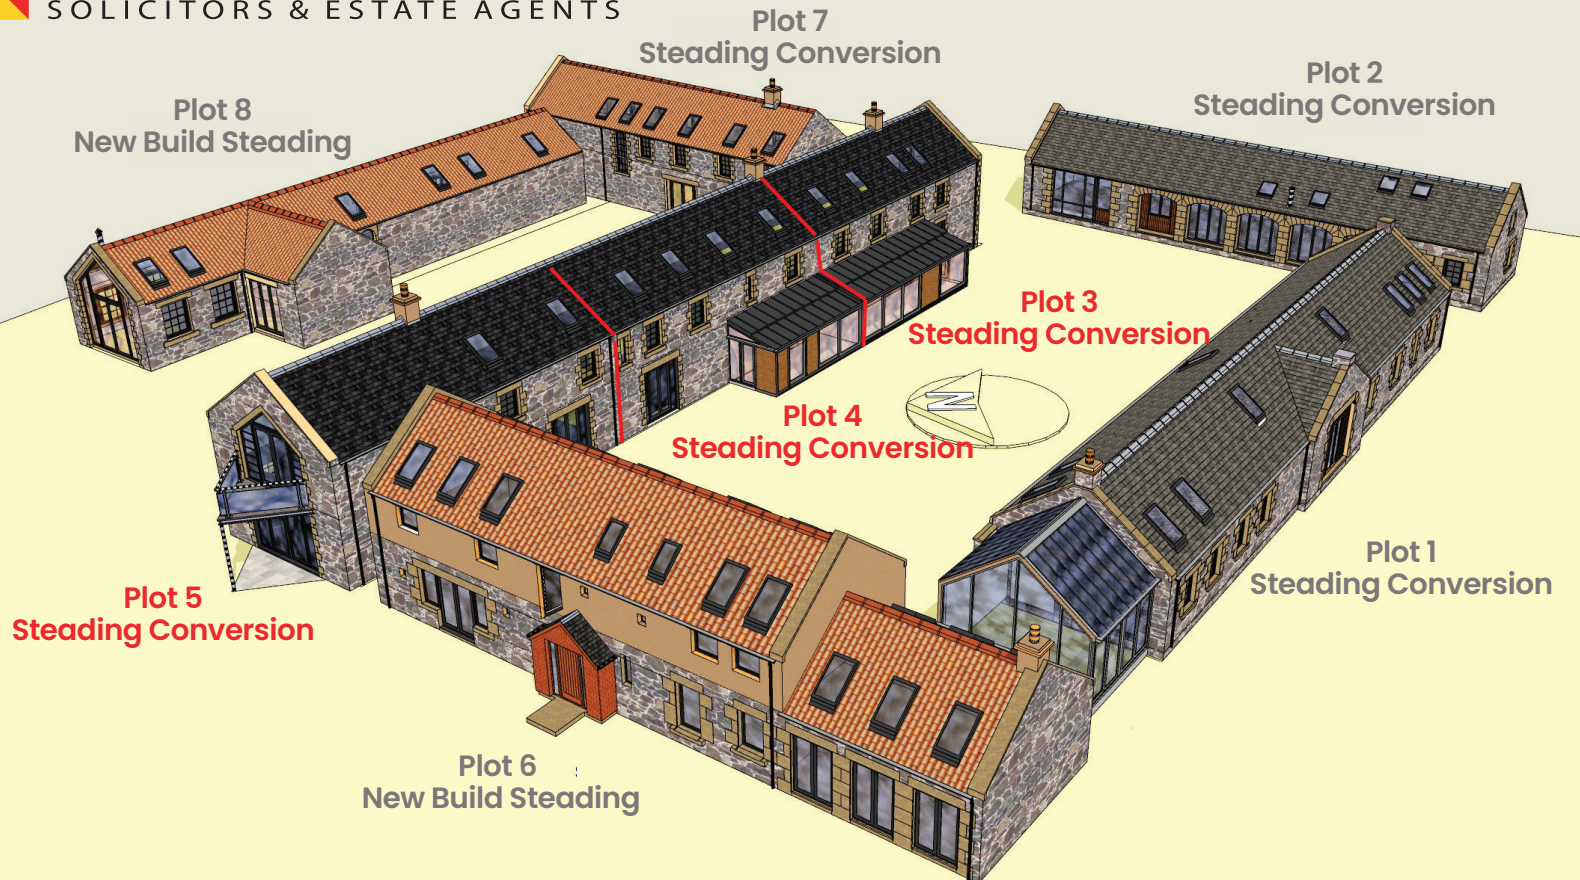 SOLICITORS & ESTATE AGENTS
Plot 7
Steading Conversion
Plot 2
Steading Conversion
Plot 8
New Build Steading
Plot 3
Steading Conversion
N
Plot 4
Steading Conversion
Plot 1
Steading Conversion
Plot 5
Steading Conversion
Plot 6
New Build Steading